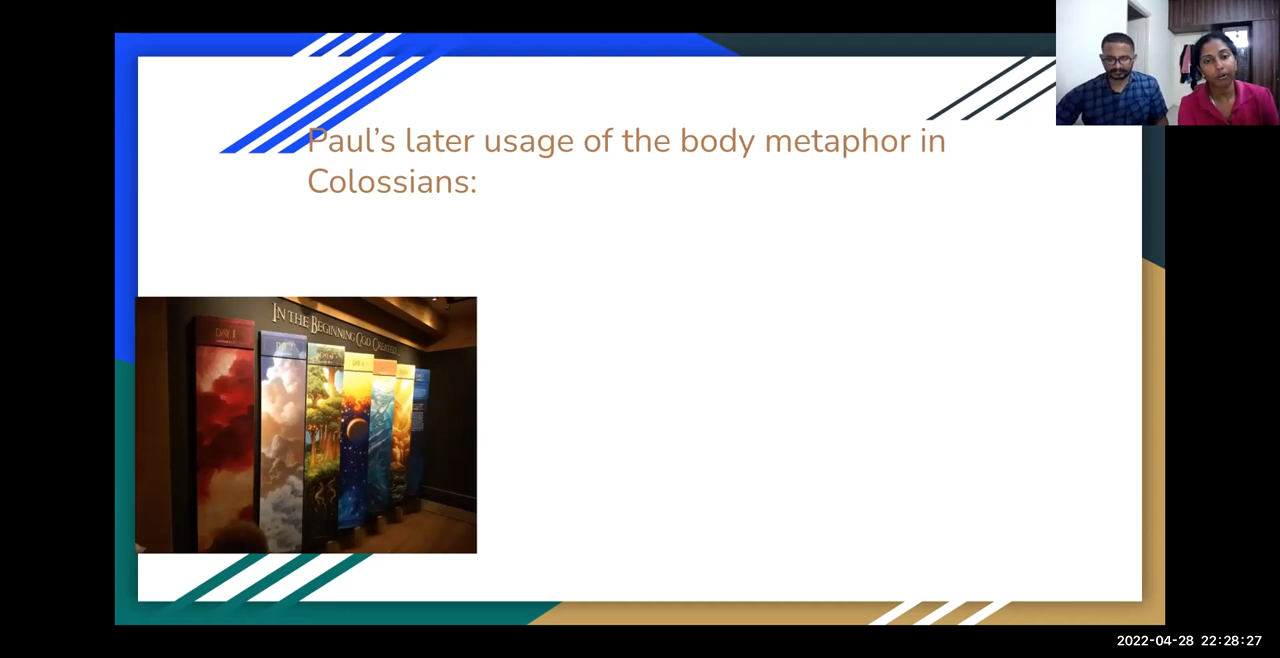 Paul’s later usage of the body metaphor in
Colossians:
IN THE BEGINNING GOD CREATED
DAY 1
2022-04-28 22:28:27